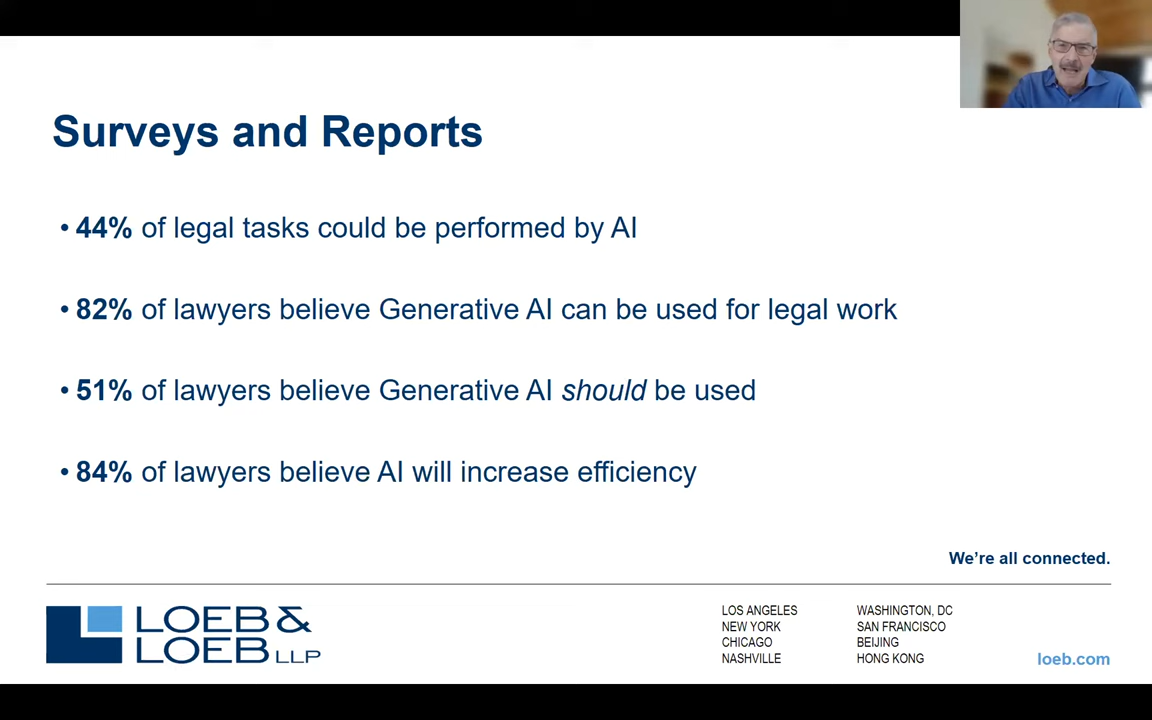 Surveys and Reports
• 44% of legal tasks could be performed by AI
• 82% of lawyers believe Generative AI can be used for legal work
• 51% of lawyers believe Generative AI should be used
• 84% of lawyers believe AI will increase efficiency
We're all connected.
LOEB &
LOEB LLP
LOS ANGELES
NEW YORK
CHICAGO
NASHVILLE
WASHINGTON, DC
SAN FRANCISCO
BEIJING
HONG KONG
loeb.com